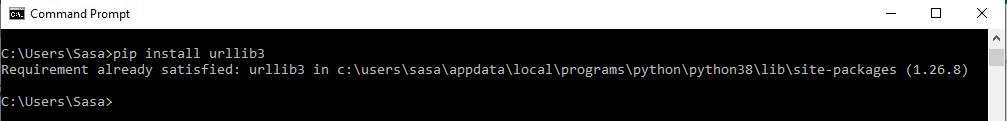 Command Prompt
C:\Users\Sasa>pip install urllib3
Requirement already satisfied: urllib3 in c:\users\sasa\appdata\local\programs\python\python38\lib\site-packages (1.26.8)
C:\Users\Sasa>